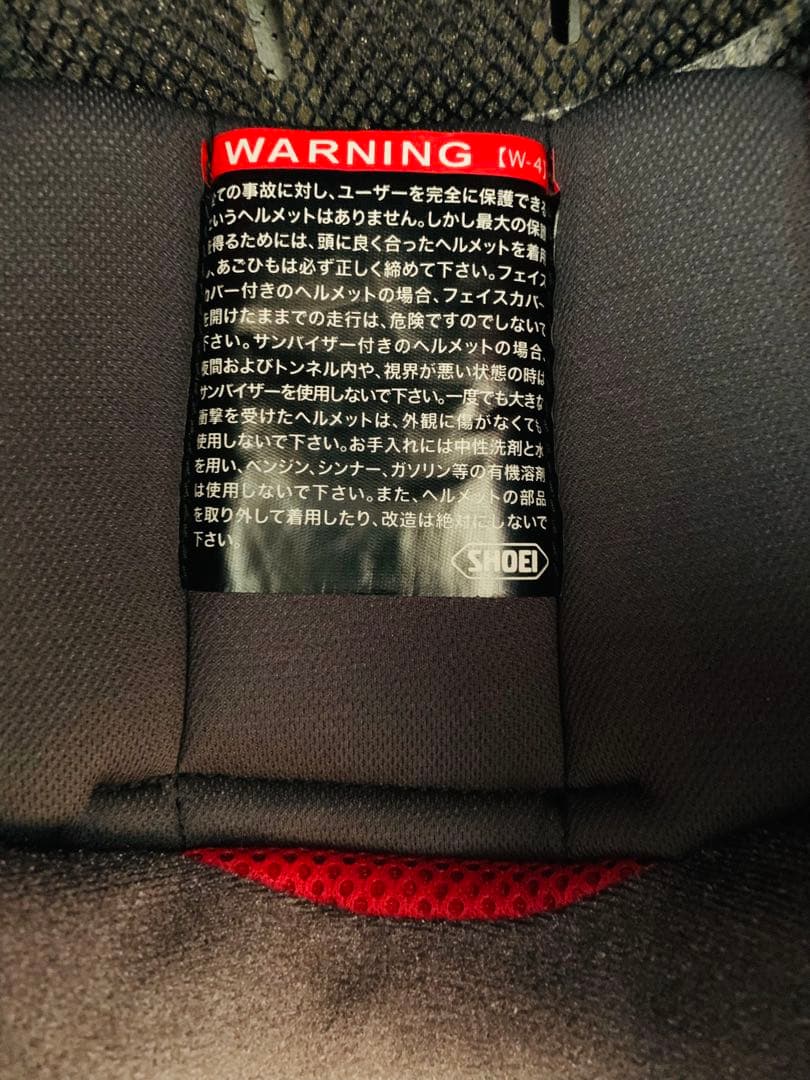 WARNING 【W-4】
全ての事故に対し、ユーザーを完全に保護できる
というヘルメットはありません。しかし最大の保護
を得るためには、頭に良く合ったヘルメットを着用
し、あごひもは必ず正しく締めて下さい。フェイス
カバー付きのヘルメットの場合、フェイスカバー
を開けたままでの走行は、危険ですのでしないで
下さい。サンバイザー付きのヘルメットの場合、
夜間およびトンネル内や、視界が悪い状態の時は
サンバイザーを使用しないで下さい。一度でも大きな
衝撃を受けたヘルメットは、外観に傷がなくても
使用しないで下さい。お手入れには中性洗剤と水
を用い、ベンジン、シンナー、ガソリン等の有機溶剤
は使用しないで下さい。また、ヘルメットの部品
を取り外して着用したり、改造は絶対にしないで
下さい。
SHOEI